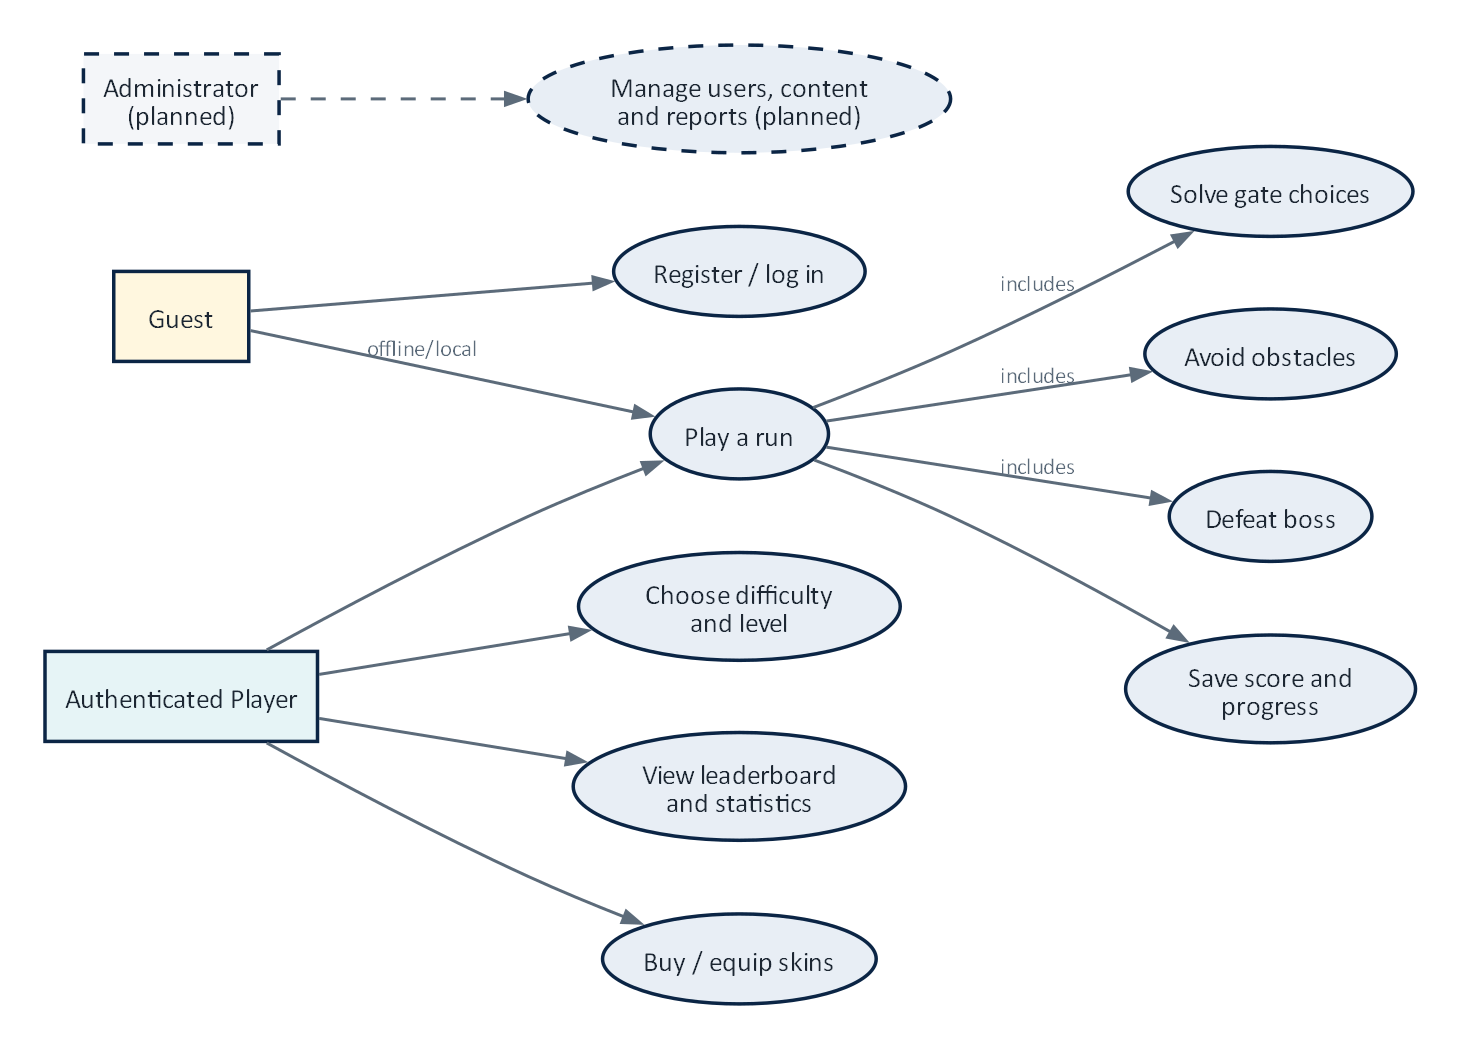 Administrator
(planned)
Manage users, content
and reports (planned)
Solve gate choices
Register / log in
includes
Guest
offline/local
Avoid obstacles
includes
Play a run
includes
Defeat boss
Choose difficulty
and level
Authenticated Player
Save score and
progress
View leaderboard
and statistics
Buy / equip skins